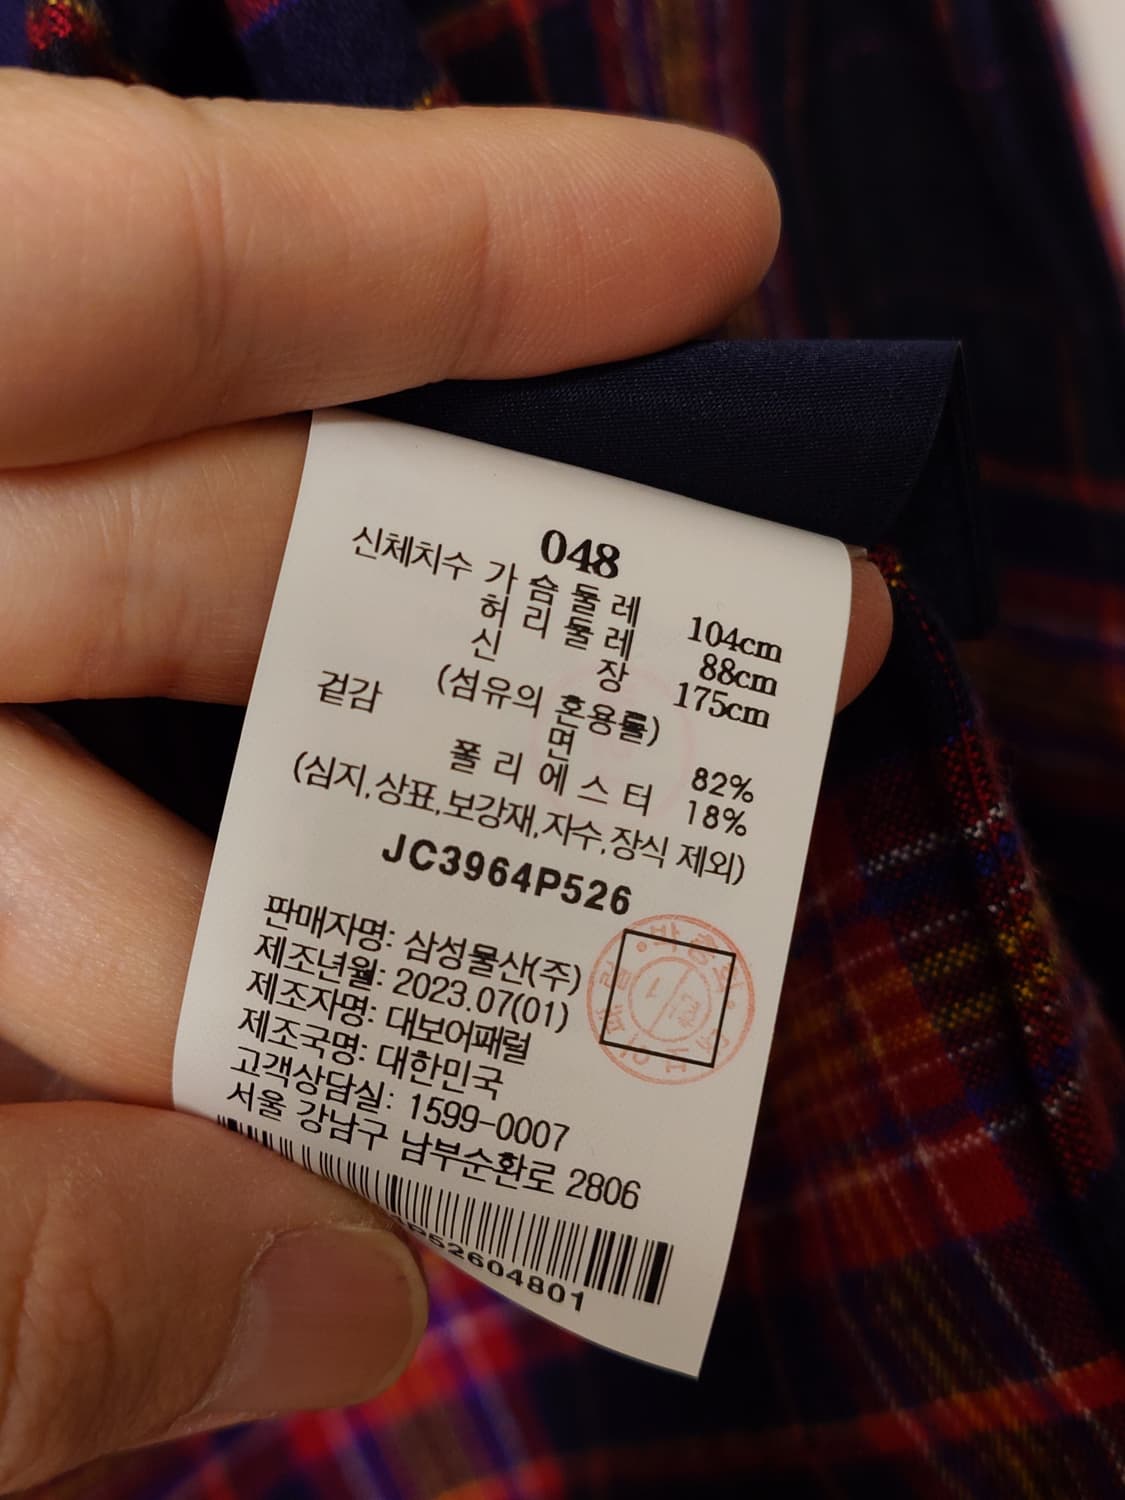 048
신체치수 가슴둘레 104cm
허리둘레 88cm
신장 175cm
(섬유의 혼용률)
겉감 면 82%
폴리에스터 18%
(심지,상표,보강재,자수,장식 제외)
JC3964P526
판매자명: 삼성물산(주)
제조년월: 2023.07(01)
제조자명: 대보어패럴
제조국명: 대한민국
고객상담실: 1599-0007
서울 강남구 남부순환로 2806
P52604801